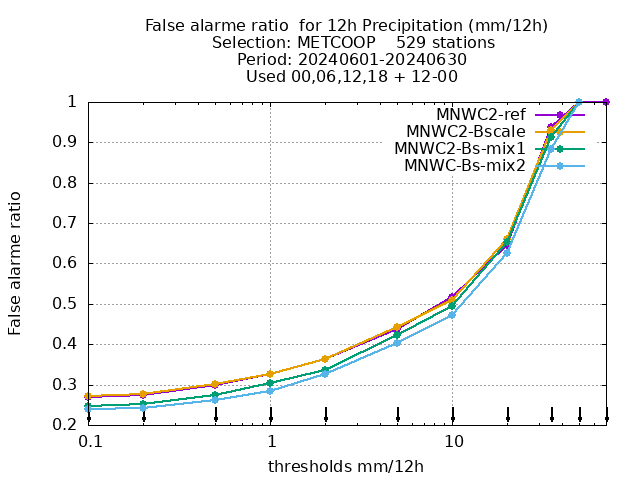 False alarme ratio  for 12h Precipitation (mm/12h)
Selection: METCOOP    529 stations
Period: 20240601-20240630
Used 00,06,12,18 + 12-00
MNWC2-ref
MNWC2-Bscale
MNWC2-Bs-mix1
MNWC-Bs-mix2
False alarme ratio
1
0.9
0.8
0.7
0.6
0.5
0.4
0.3
0.2
0.1 1 10
thresholds mm/12h